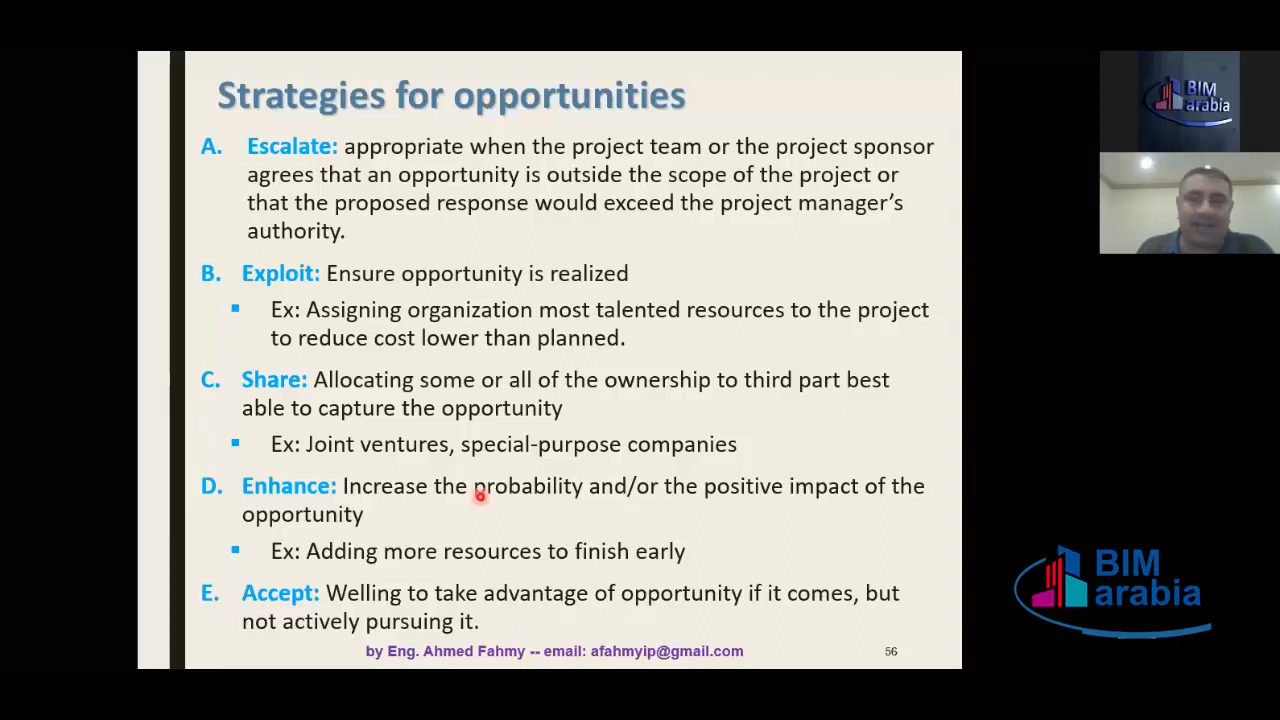 Strategies for opportunities
A. Escalate: appropriate when the project team or the project sponsor
agrees that an opportunity is outside the scope of the project or
that the proposed response would exceed the project manager's
authority.
B. Exploit: Ensure opportunity is realized
▪ Ex: Assigning organization most talented resources to the project
to reduce cost lower than planned.
C. Share: Allocating some or all of the ownership to third part best
able to capture the opportunity
▪ Ex: Joint ventures, special-purpose companies
D. Enhance: Increase the probability and/or the positive impact of the
opportunity
▪ Ex: Adding more resources to finish early
E. Accept: Welling to take advantage of opportunity if it comes, but
not actively pursuing it.
by Eng. Ahmed Fahmy -- email: afahmyip@gmail.com
56
BIM
arabia
BIM
arabia